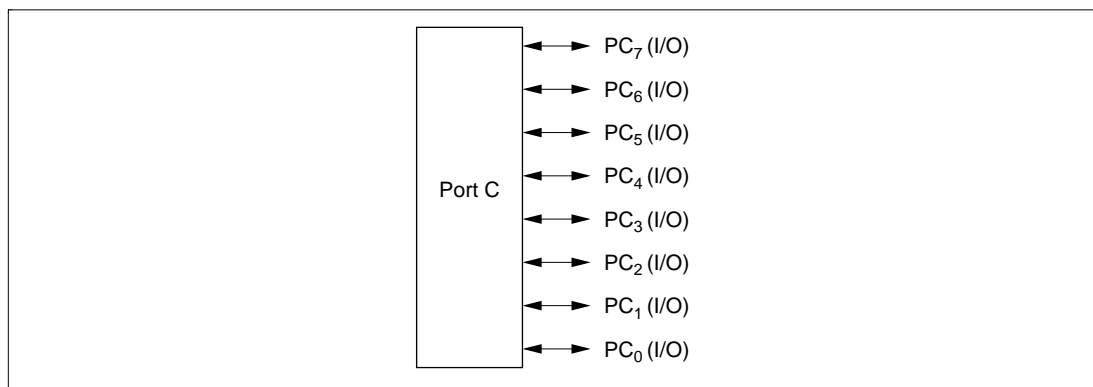 PC₇ (I/O)
PC₆ (I/O)
PC₅ (I/O)
PC₄ (I/O)
Port C
PC₃ (I/O)
PC₂ (I/O)
PC₁ (I/O)
PC₀ (I/O)